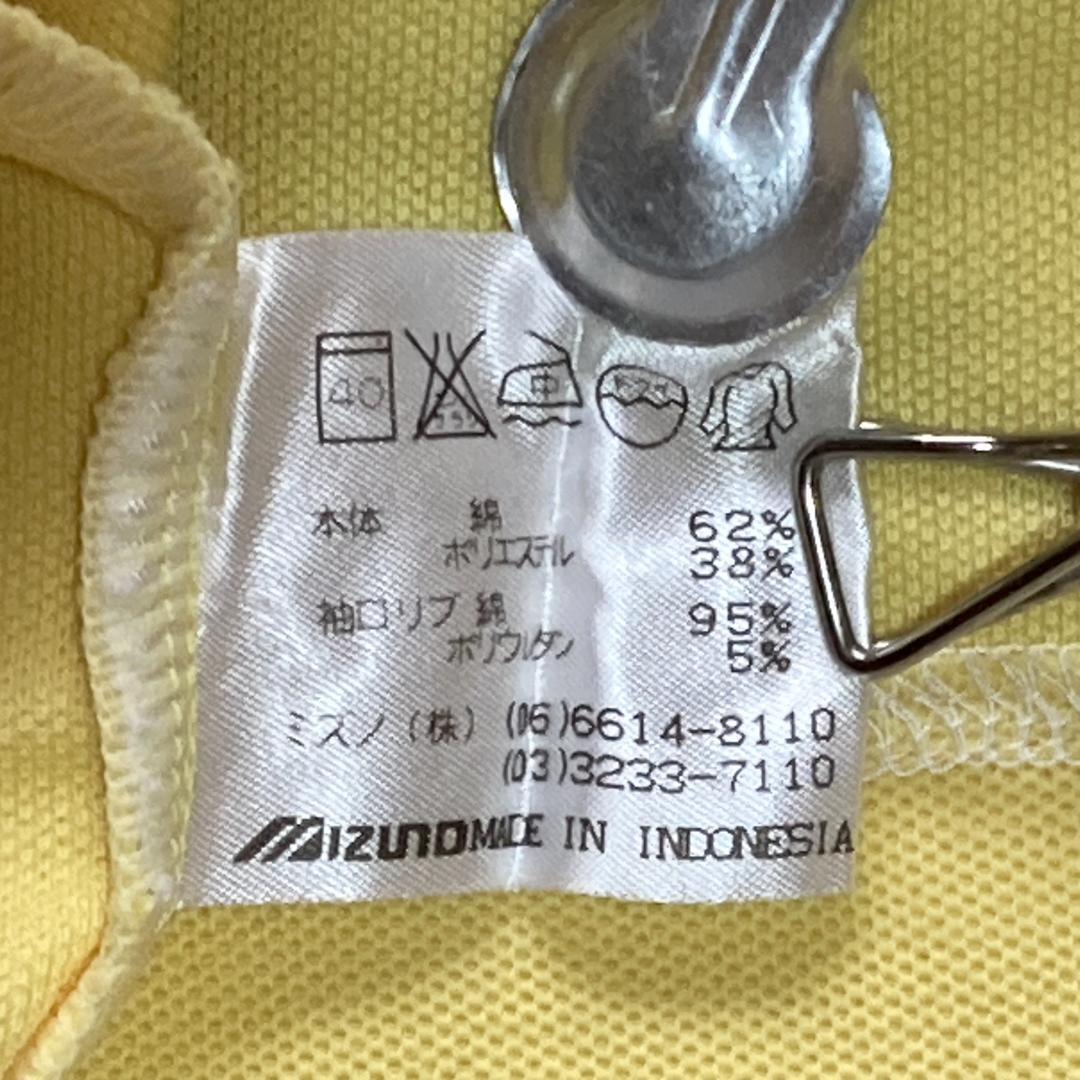 40
中
本体 綿 62%
ポリエステル 38%
袖口リブ 綿 95%
ポリウレタン 5%
ミズノ(株) (06)6614-8110
(03)3233-7110
MIZUNO MADE IN INDONESIA